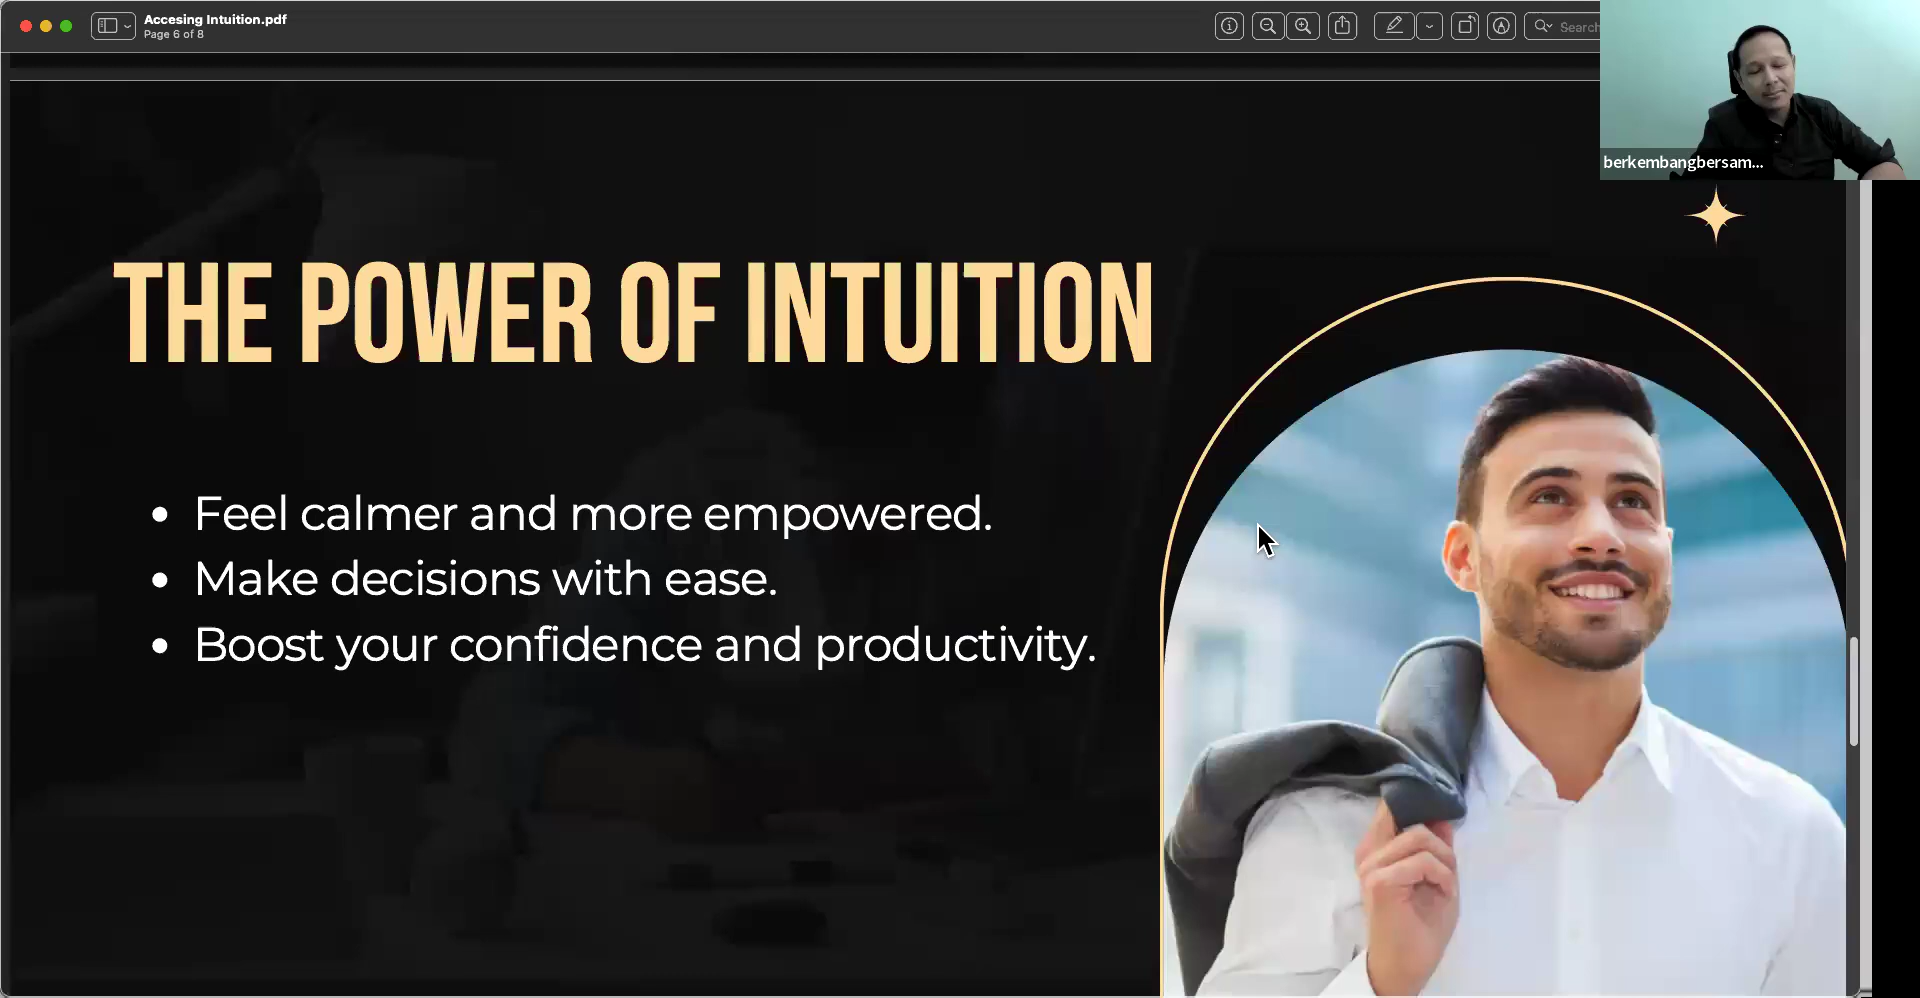 Accesing Intuition.pdf
Page 6 of 8
Search
berkembangbersam...
THE POWER OF INTUITION
• Feel calmer and more empowered.
• Make decisions with ease.
• Boost your confidence and productivity.